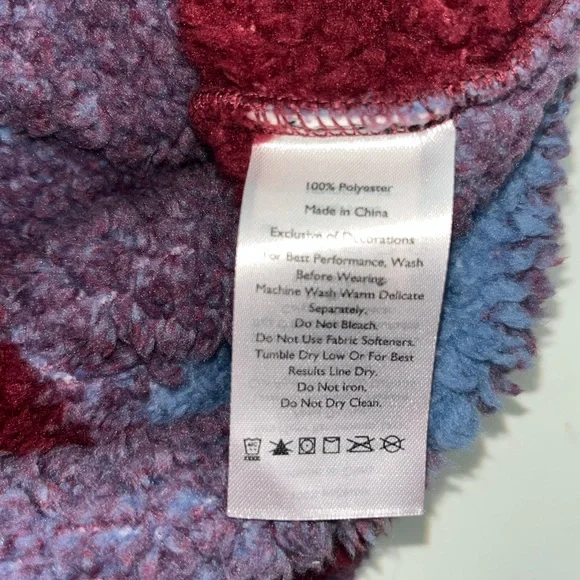 100% Polyester
Made in China
Exclusive of Decorations
For Best Performance, Wash
Before Wearing.
Machine Wash Warm Delicate
Separately.
Do Not Bleach.
Do Not Use Fabric Softeners.
Tumble Dry Low Or For Best
Results Line Dry.
Do Not iron.
Do Not Dry Clean.